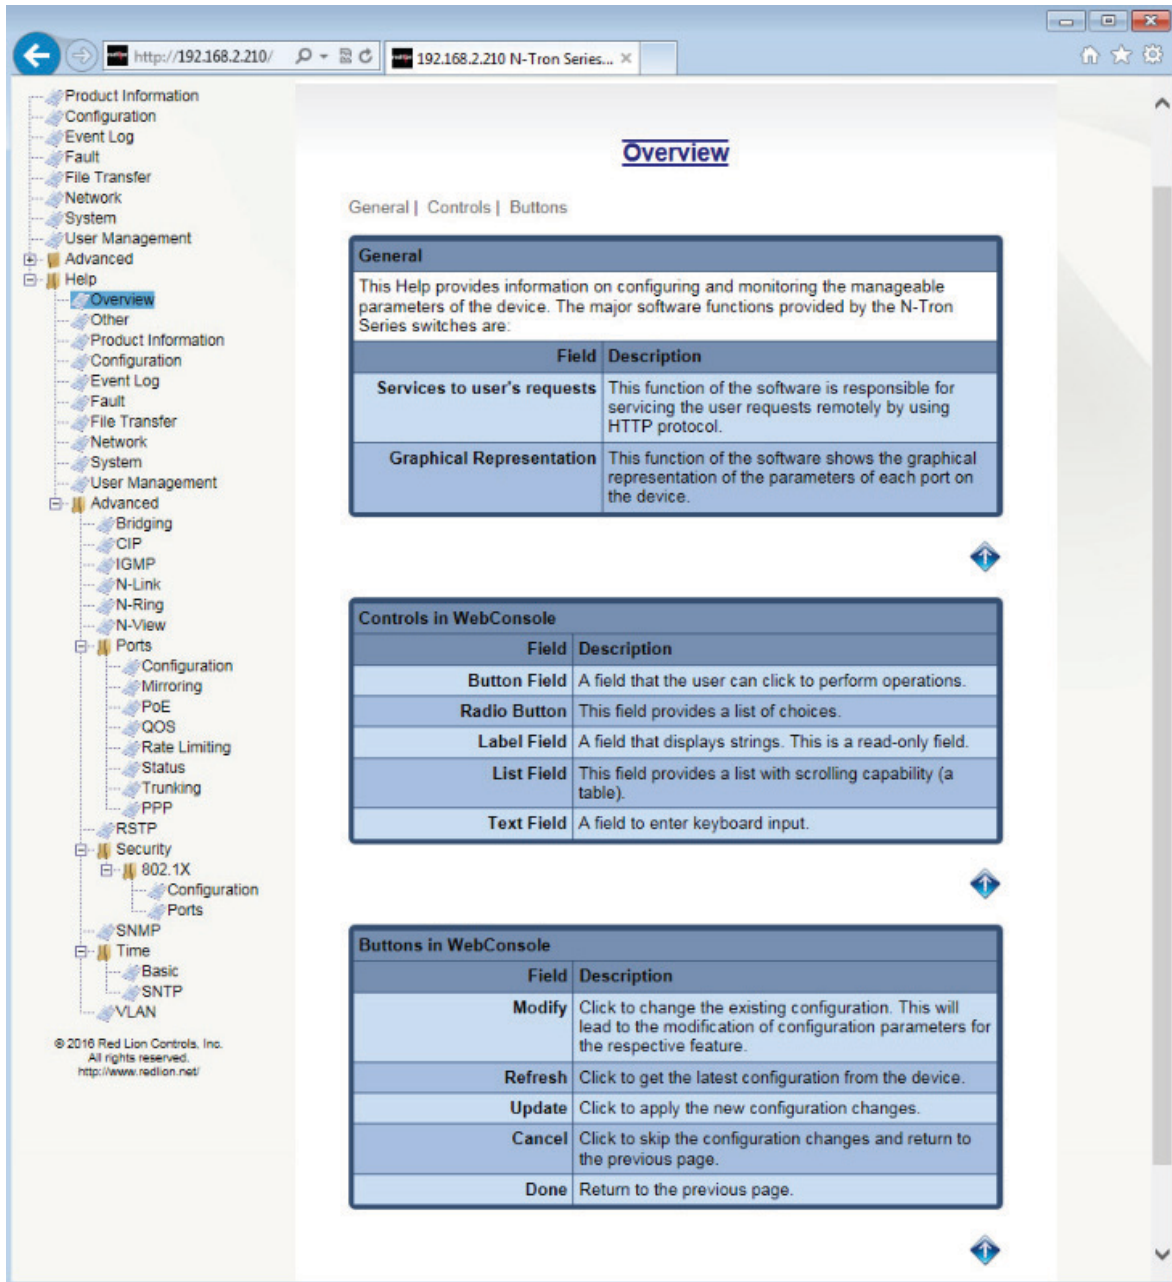 http://192.168.2.210/
192.168.2.210 N-Tron Series...
Product Information
Configuration
Event Log
Fault
File Transfer
Network
System
User Management
Advanced
Help
Overview
Other
Product Information
Configuration
Event Log
Fault
File Transfer
Network
System
User Management
Advanced
Bridging
CIP
IGMP
N-Link
N-Ring
N-View
Ports
Configuration
Mirroring
PoE
QOS
Rate Limiting
Status
Trunking
PPP
RSTP
Security
802.1X
Configuration
Ports
SNMP
Time
Basic
SNTP
VLAN
© 2016 Red Lion Controls, Inc.
All rights reserved.
http://www.redlion.net/
Overview
General | Controls | Buttons
General
This Help provides information on configuring and monitoring the manageable
parameters of the device. The major software functions provided by the N-Tron
Series switches are:
Field Description
Services to user's requests This function of the software is responsible for
servicing the user requests remotely by using
HTTP protocol.
Graphical Representation This function of the software shows the graphical
representation of the parameters of each port on
the device.
Controls in WebConsole
Field Description
Button Field A field that the user can click to perform operations.
Radio Button This field provides a list of choices.
Label Field A field that displays strings. This is a read-only field.
List Field This field provides a list with scrolling capability (a
table).
Text Field A field to enter keyboard input.
Buttons in WebConsole
Field Description
Modify Click to change the existing configuration. This will
lead to the modification of configuration parameters for
the respective feature.
Refresh Click to get the latest configuration from the device.
Update Click to apply the new configuration changes.
Cancel Click to skip the configuration changes and return to
the previous page.
Done Return to the previous page.